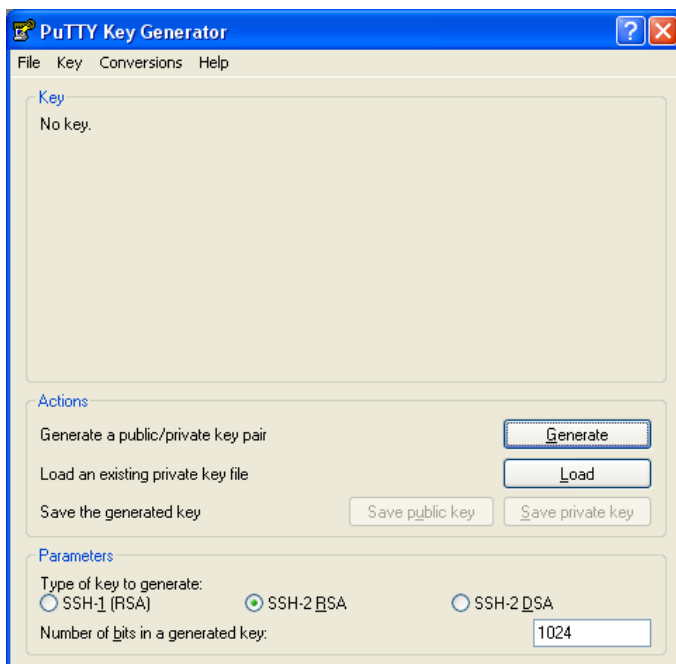 PuTTY Key Generator
File Key Conversions Help
Key
No key.
Actions
Generate a public/private key pair Generate
Load an existing private key file Load
Save the generated key Save public key Save private key
Parameters
Type of key to generate:
SSH-1 (RSA) SSH-2 RSA SSH-2 DSA
Number of bits in a generated key: 1024